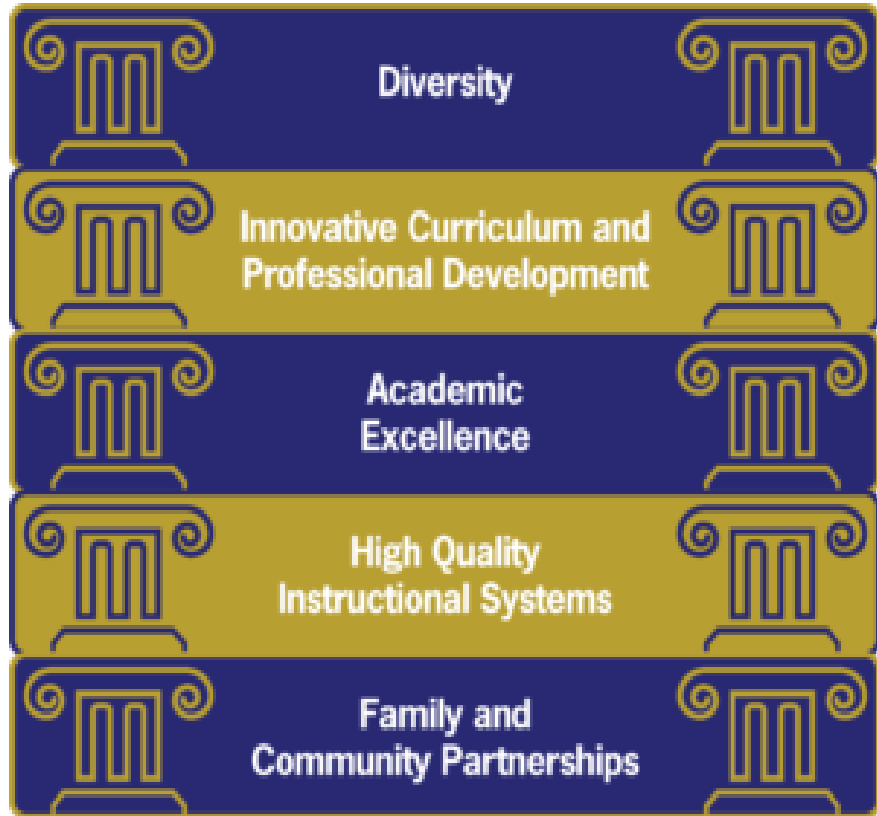 Diversity
Innovative Curriculum and
Professional Development
Academic
Excellence
High Quality
Instructional Systems
Family and
Community Partnerships